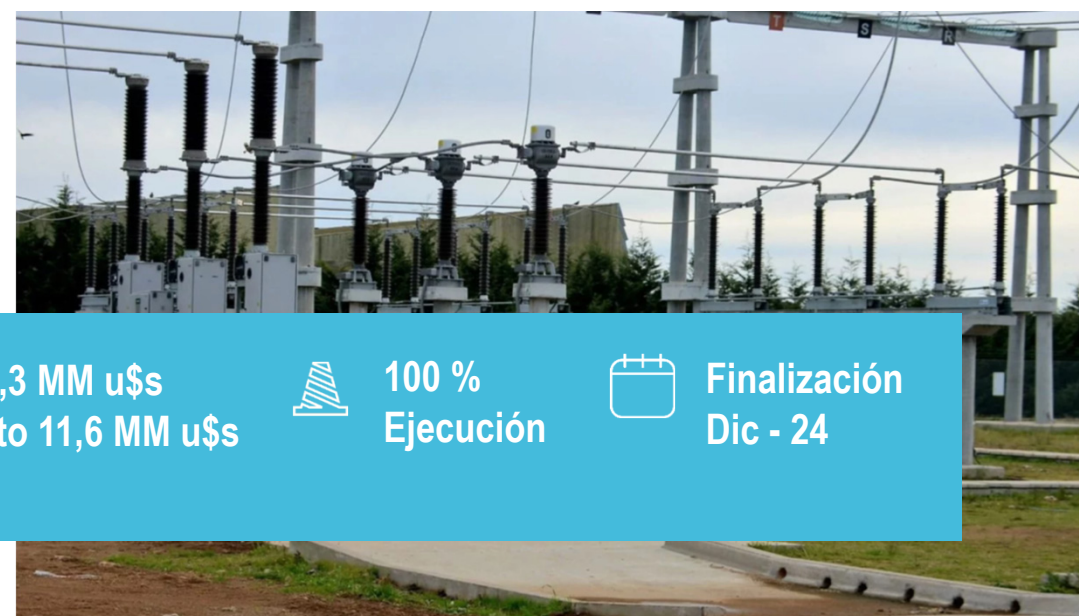 T S R
,3 MM u$s
to 11,6 MM u$s
100 %
Ejecución
Finalización
Dic - 24